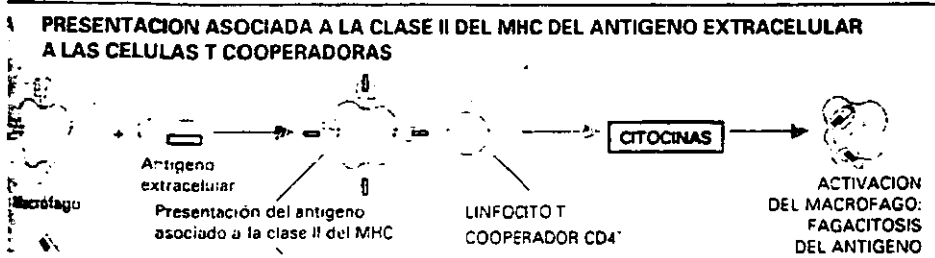 PRESENTACION ASOCIADA A LA CLASE II DEL MHC DEL ANTIGENO EXTRACELULAR
A LAS CELULAS T COOPERADORAS
Macrófago
+
Antigeno
extracelular
Presentación del antigeno
asociado a la clase II del MHC
LINFOCITO T
COOPERADOR CD4+
CITOCINAS
ACTIVACION
DEL MACROFAGO:
FAGACITOSIS
DEL ANTIGENO